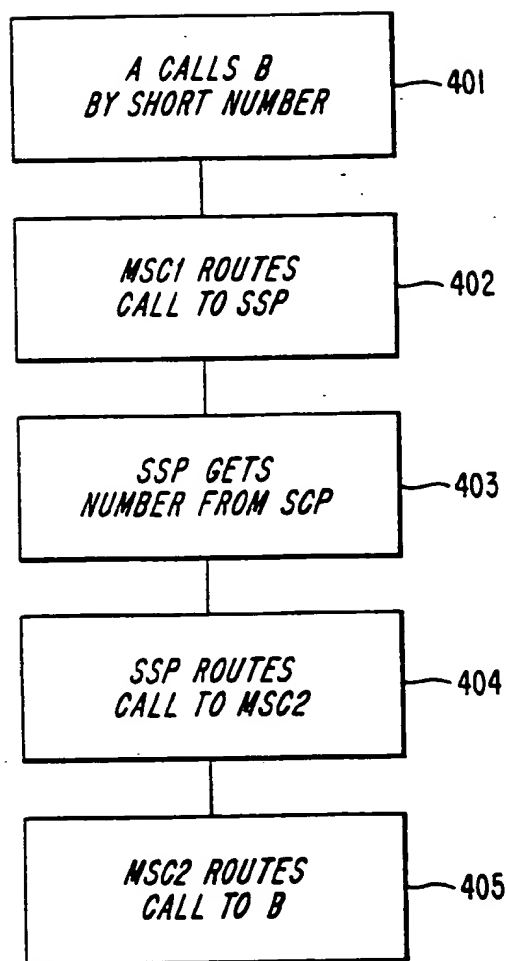 A CALLS B
BY SHORT NUMBER
401
MSC1 ROUTES
CALL TO SSP
402
SSP GETS
NUMBER FROM SCP
403
SSP ROUTES
CALL TO MSC2
404
MSC2 ROUTES
CALL TO B
405